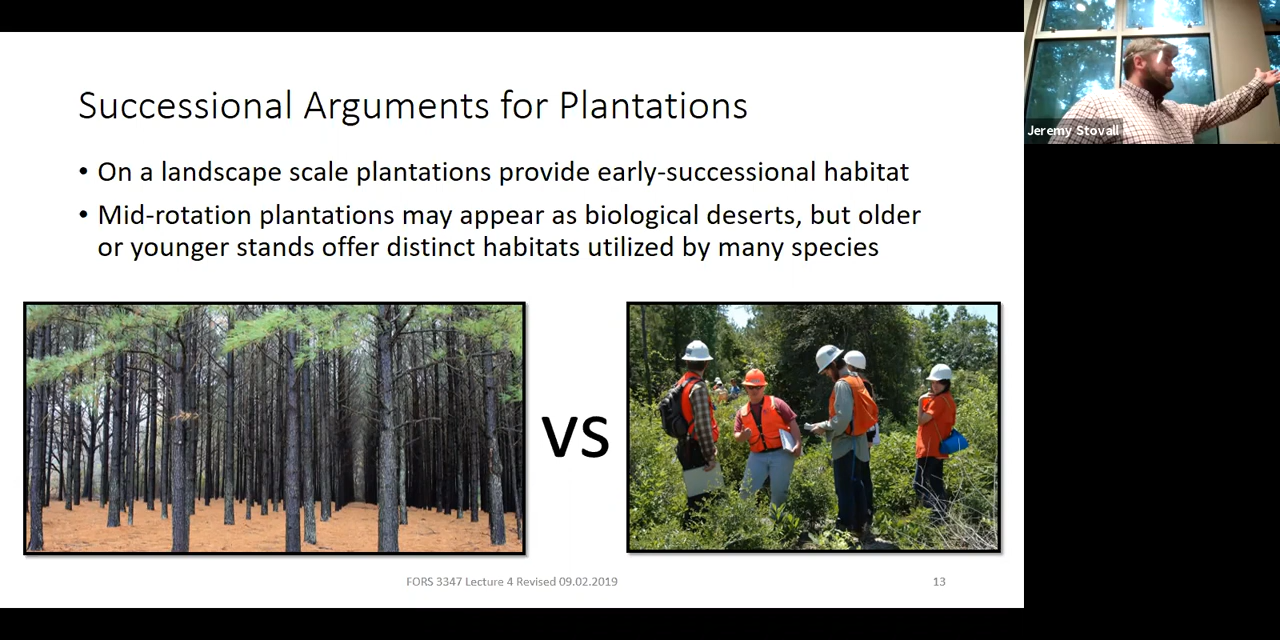 Successional Arguments for Plantations
• On a landscape scale plantations provide early-successional habitat
• Mid-rotation plantations may appear as biological deserts, but older
or younger stands offer distinct habitats utilized by many species
VS
FORS 3347 Lecture 4 Revised 09.02.2019
13
Jeremy Stovall